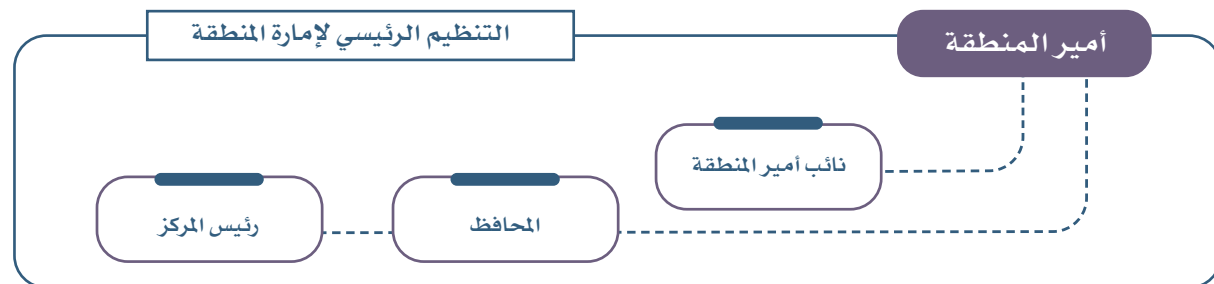 أمير المنطقة
التنظيم الرئيسي لإمارة المنطقة
نائب أمير المنطقة
المحافظ
رئيس المركز